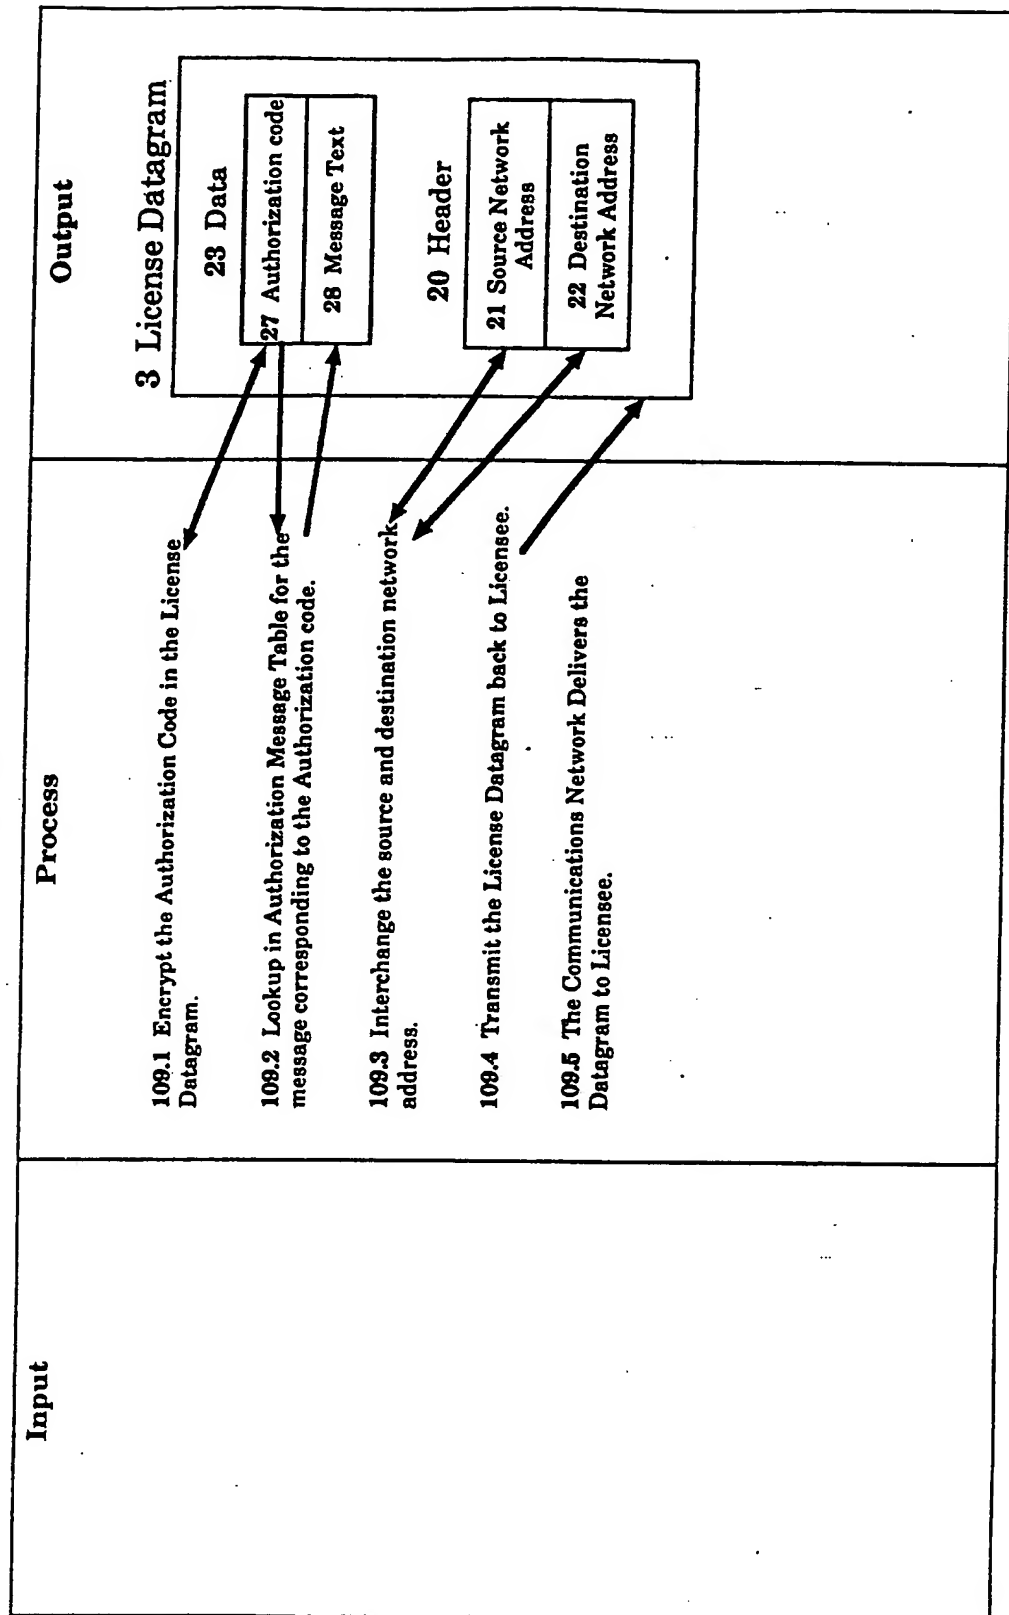 Input
Process
Output
109.1 Encrypt the Authorization Code in the License
Datagram.
109.2 Lookup in Authorization Message Table for the
message corresponding to the Authorization code.
109.3 Interchange the source and destination network
address.
109.4 Transmit the License Datagram back to Licensee.
109.5 The Communications Network Delivers the
Datagram to Licensee.
3 License Datagram
23 Data
27 Authorization code
28 Message Text
20 Header
21 Source Network
Address
22 Destination
Network Address